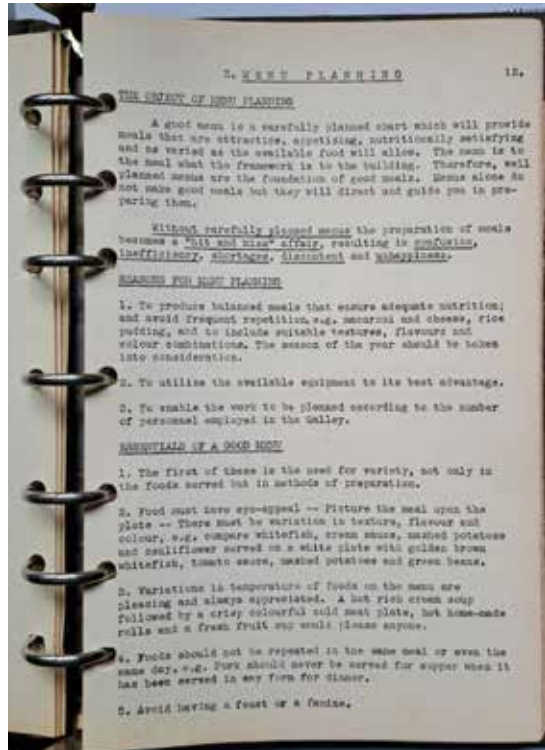 3. MENU PLANNING 12.
THE OBJECT OF MENU PLANNING
A good menu is a carefully planned chart which will provide
meals that are attractive, appetising, nutritionally satisfying
and as varied as the available food will allow. The menu is to
the meal what the framework is to the building. Therefore, well
planned menus are the foundation of good meals. Menus alone do
not make good meals but they will direct and guide you in pre-
paring them.
Without carefully planned menus the preparation of meals
becomes a "hit and miss" affair, resulting in confusion,
inefficiency, shortages, discontent and unhappiness.
REASONS FOR MENU PLANNING
1. To produce balanced meals that ensure adequate nutrition;
and avoid frequent repetition, e.g. macaroni and cheese, rice
pudding, and to include suitable textures, flavours and
colour combinations. The season of the year should be taken
into consideration.
2. To utilize the available equipment to its best advantage.
3. To enable the work to be planned according to the number
of personnel employed in the Galley.
ESSENTIALS OF A GOOD MENU
1. The first of these is the need for variety, not only in
the foods served but in methods of preparation.
2. Food must have eye-appeal -- Picture the meal upon the
plate -- There must be variation in texture, flavour and
colour, e.g. compare whitefish, cream sauce, mashed potatoes
and cauliflower served on a white plate with golden brown
whitefish, tomato sauce, mashed potatoes and green beans.
3. Variations in temperature of foods on the menu are
pleasing and always appreciated. A hot rich cream soup
followed by a crisp colourful cold meat plate, hot home-made
rolls and a fresh fruit cup would please anyone.
4. Foods should not be repeated in the same meal or even the
same day, e.g. Pork should never be served for supper when it
has been served in any form for dinner.
5. Avoid having a feast or a famine.